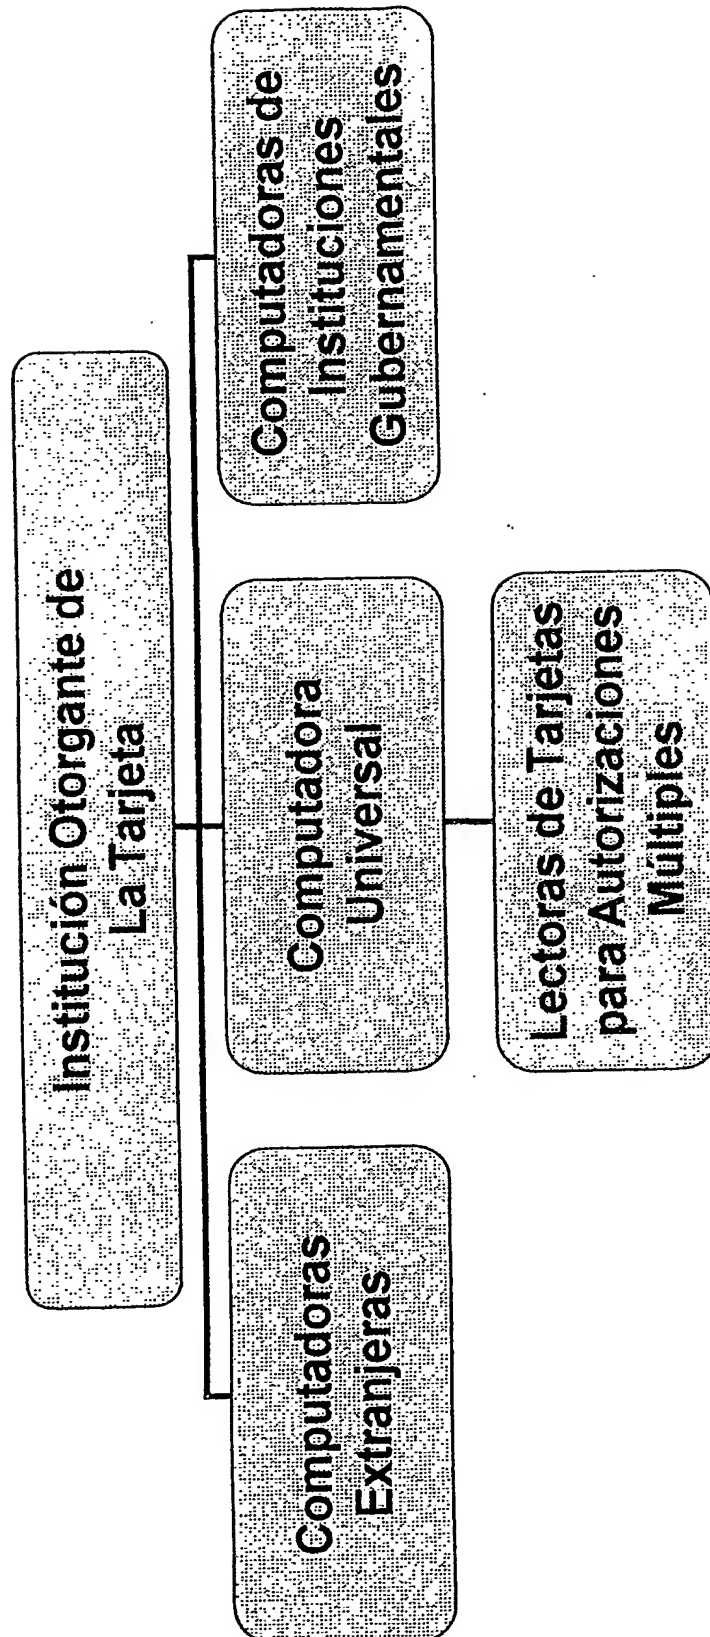 Institución Otorgante de
La Tarjeta
Computadoras
Extranjeras
Computadora
Universal
Computadoras de
Instituciones
Gubernamentales
Lectoras de Tarjetas
para Autorizaciones
Múltiples